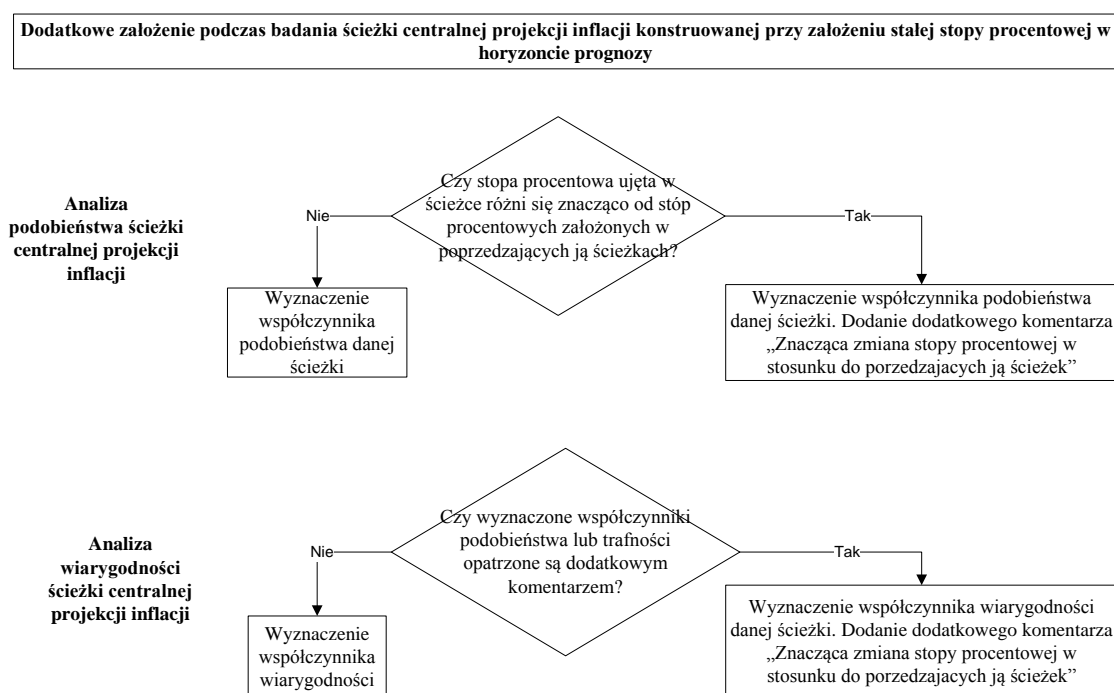 Dodatkowe założenie podczas badania ścieżki centralnej projekcji inflacji konstruowanej przy założeniu stałej stopy procentowej w
horyzoncie prognozy
Analiza
podobieństwa ścieżki
centralnej projekcji
inflacji
Czy stopa procentowa ujęta w
ścieżce różni się znacząco od stóp
procentowych założonych w
poprzedzających ją ścieżkach?
Nie
Tak
Wyznaczenie
współczynnika
podobieństwa danej
ścieżki
Wyznaczenie współczynnika podobieństwa
danej ścieżki. Dodanie dodatkowego komentarza
„Znacząca zmiana stopy procentowej w
stosunku do porzedzajacych ją ścieżek”
Analiza
wiarygodności
ścieżki centralnej
projekcji inflacji
Czy wyznaczone współczynniki
podobieństwa lub trafności
opatrzone są dodatkowym
komentarzem?
Nie
Tak
Wyznaczenie
współczynnika
wiarygodności
Wyznaczenie współczynnika wiarygodności
danej ścieżki. Dodanie dodatkowego komentarza
„Znacząca zmiana stopy procentowej w
stosunku do poprzedzających ją ścieżek”